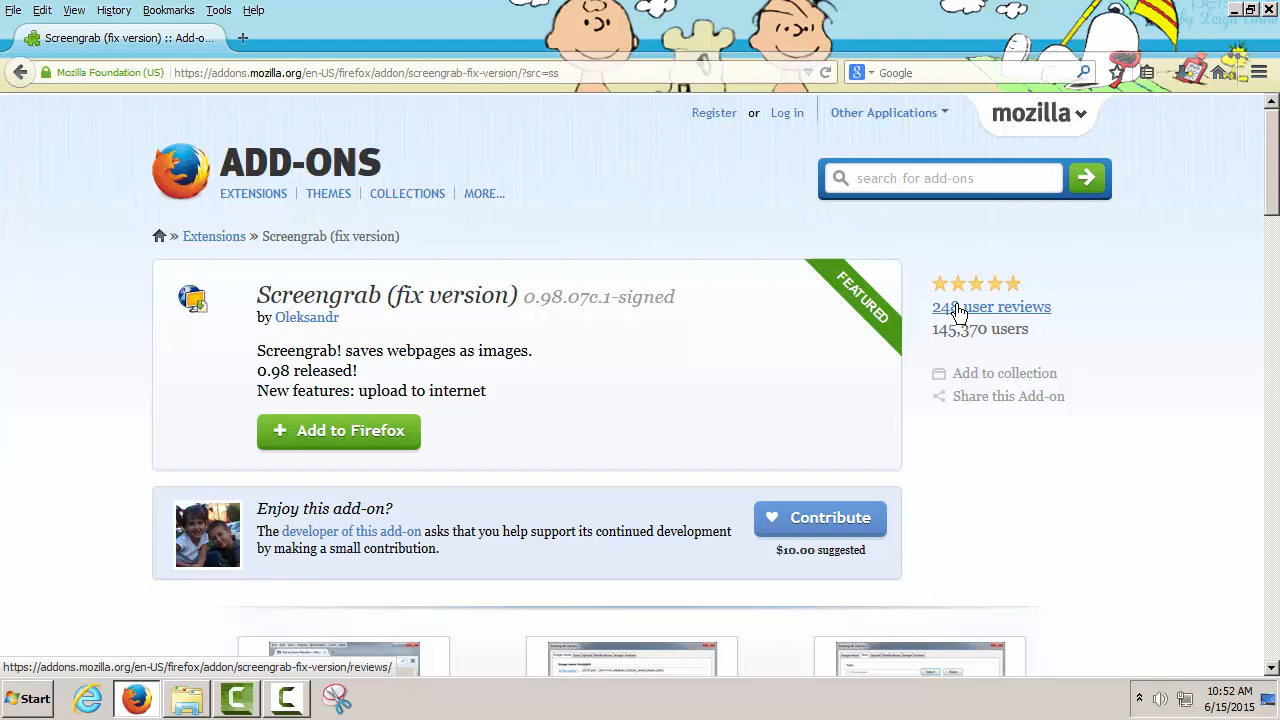 File Edit View History Bookmarks Tools Help
Screengrab (fix version) :: Add-o...
Mozilla Foundation (US) https://addons.mozilla.org/en-US/firefox/addon/screengrab-fix-version/?src=ss Google
Register or Log in Other Applications mozilla
ADD-ONS
EXTENSIONS THEMES COLLECTIONS MORE...
search for add-ons
» Extensions » Screengrab (fix version)
FEATURED
Screengrab (fix version) 0.98.07c.1-signed
by Oleksandr
Screengrab! saves webpages as images.
0.98 released!
New features: upload to internet
+ Add to Firefox
user reviews
145,370 users
Add to collection
Share this Add-on
Enjoy this add-on?
The developer of this add-on asks that you help support its continued development
by making a small contribution.
Contribute
$10.00 suggested
https://addons.mozilla.org/en-US/firefox/addon/screengrab-fix-version/reviews/
Start
10:52 AM
6/15/2015